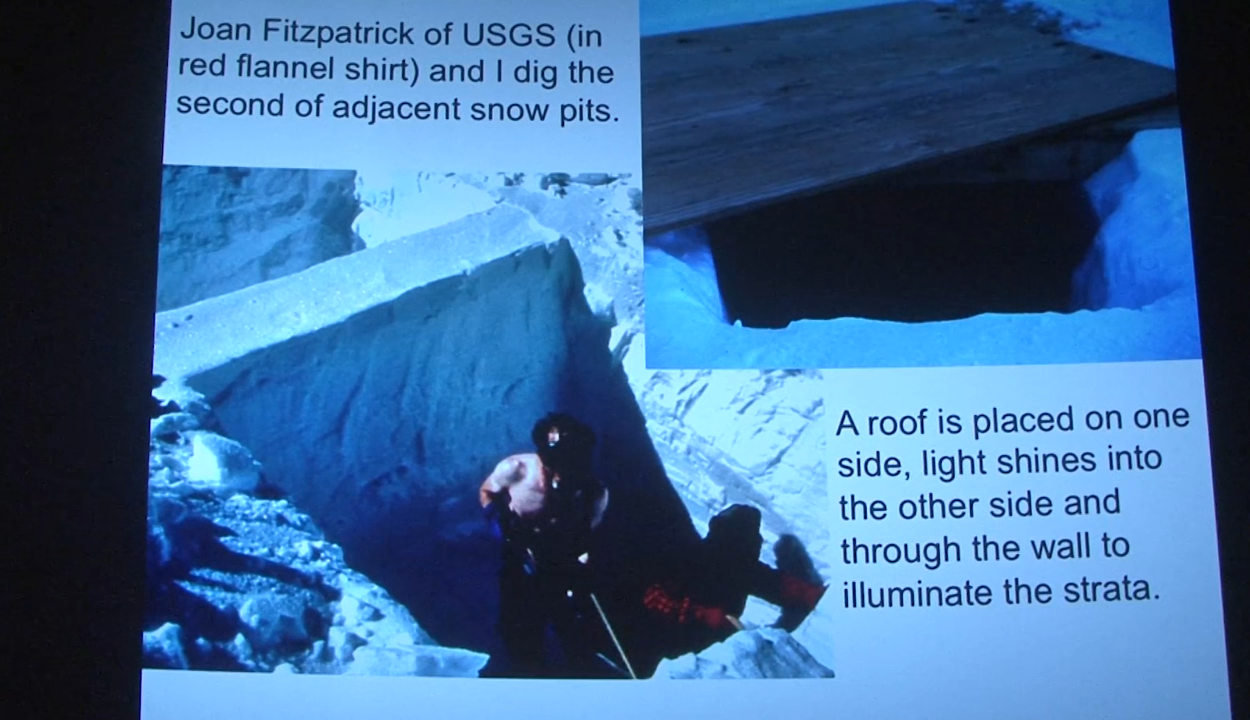 Joan Fitzpatrick of USGS (in
red flannel shirt) and I dig the
second of adjacent snow pits.
A roof is placed on one
side, light shines into
the other side and
through the wall to
illuminate the strata.